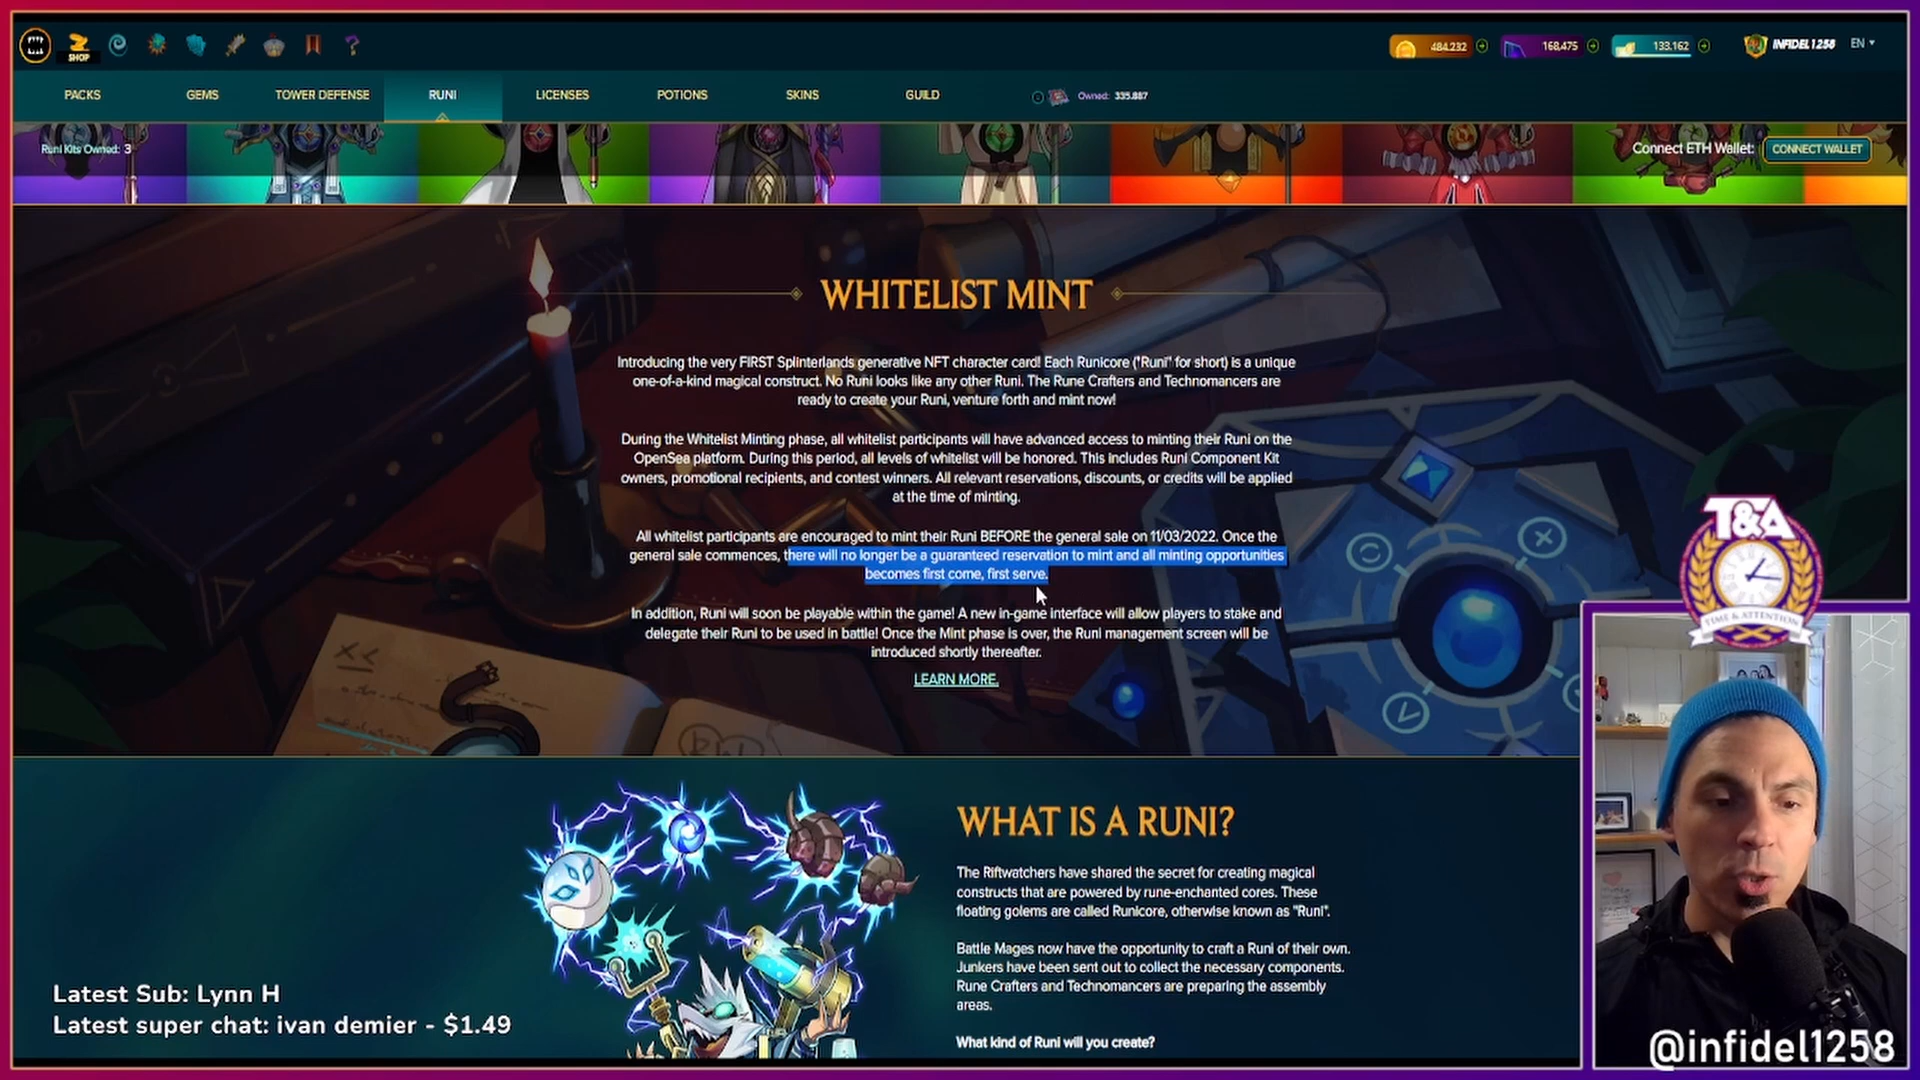 SHOP
484.232
168,475
133.162
INFIDEL1258
EN
PACKS
GEMS
TOWER DEFENSE
RUNI
LICENSES
POTIONS
SKINS
GUILD
Owned: 335.887
Runi Kits Owned: 3
Connect ETH Wallet:
CONNECT WALLET
WHITELIST MINT
Introducing the very FIRST Splinterlands generative NFT character card! Each Runicore ("Runi" for short) is a unique
one-of-a-kind magical construct. No Runi looks like any other Runi. The Rune Crafters and Technomancers are
ready to create your Runi, venture forth and mint now!
During the Whitelist Minting phase, all whitelist participants will have advanced access to minting their Runi on the
OpenSea platform. During this period, all levels of whitelist will be honored. This includes Runi Component Kit
owners, promotional recipients, and contest winners. All relevant reservations, discounts, or credits will be applied
at the time of minting.
All whitelist participants are encouraged to mint their Runi BEFORE the general sale on 11/03/2022. Once the
general sale commences, there will no longer be a guaranteed reservation to mint and all minting opportunities
becomes first come, first serve.
In addition, Runi will soon be playable within the game! A new in-game interface will allow players to stake and
delegate their Runi to be used in battle! Once the Mint phase is over, the Runi management screen will be
introduced shortly thereafter.
LEARN MORE.
T&A
TIME & ATTENTION
WHAT IS A RUNI?
The Riftwatchers have shared the secret for creating magical
constructs that are powered by rune-enchanted cores. These
floating golems are called Runicore, otherwise known as "Runi".
Battle Mages now have the opportunity to craft a Runi of their own.
Junkers have been sent out to collect the necessary components.
Rune Crafters and Technomancers are preparing the assembly
areas.
What kind of Runi will you create?
Latest Sub: Lynn H
Latest super chat: ivan demier - $1.49
@infidel1258